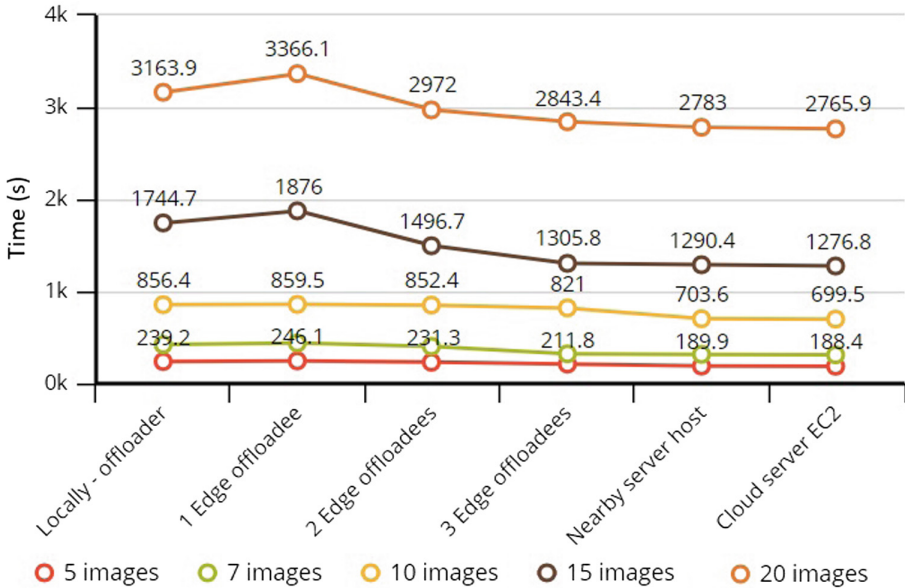 4k
3366.1
3163.9
2972
2843.4
2783
2765.9
3k
Time (s)
2k
1744.7
1876
1496.7
1305.8
1290.4
1276.8
1k
856.4
859.5
852.4
821
703.6
699.5
239.2
246.1
231.3
211.8
189.9
188.4
0k
Locally - offloader
1 Edge offloadee
2 Edge offloadees
3 Edge offloadees
Nearby server host
Cloud server EC2
5 images
7 images
10 images
15 images
20 images